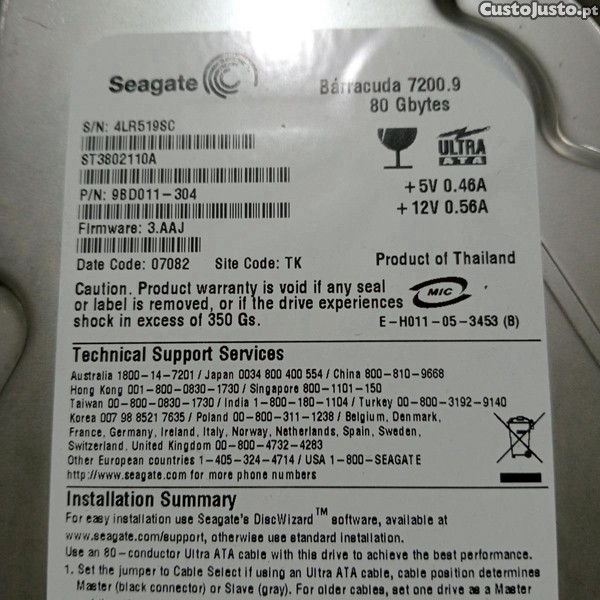 CustoJusto.pt
Seagate
Barracuda 7200.9
80 Gbytes
S/N: 4LR519SC
ULTRA
ATA
ST3802110A
+5V 0.46A
P/N: 9BD011-304
+12V 0.56A
Firmware: 3.AAJ
Date Code: 07082 Site Code: TK
Product of Thailand
Caution. Product warranty is void if any seal
or label is removed, or if the drive experiences
shock in excess of 350 Gs.
MIC
E-H011-05-3453 (B)
Technical Support Services
Australia 1800-14-7201 / Japan 0034 800 400 554 / China 800-810-9668
Hong Kong 001-800-0830-1730 / Singapore 800-1101-150
Taiwan 00-800-0830-1730 / India 1-800-180-1104 / Turkey 00-800-3192-9140
Korea 007 98 8521 7635 / Poland 00-800-311-1238 / Belgium, Denmark,
France, Germany, Ireland, Italy, Norway, Netherlands, Spain, Sweden,
Switzerland, United Kingdom 00-800-4732-4283
Other European countries 1-405-324-4714 / USA 1-800-SEAGATE
http://www.seagate.com for more phone numbers
Installation Summary
For easy installation use Seagate's DiscWizard™ software, available at
www.seagate.com/support, otherwise use standard installation.
Use an 80-conductor Ultra ATA cable with this drive to achieve the best performance.
1. Set the jumper to Cable Select if using an Ultra ATA cable, cable position determines
Master (black connector) or Slave (gray). For older cables, set one drive as a Master